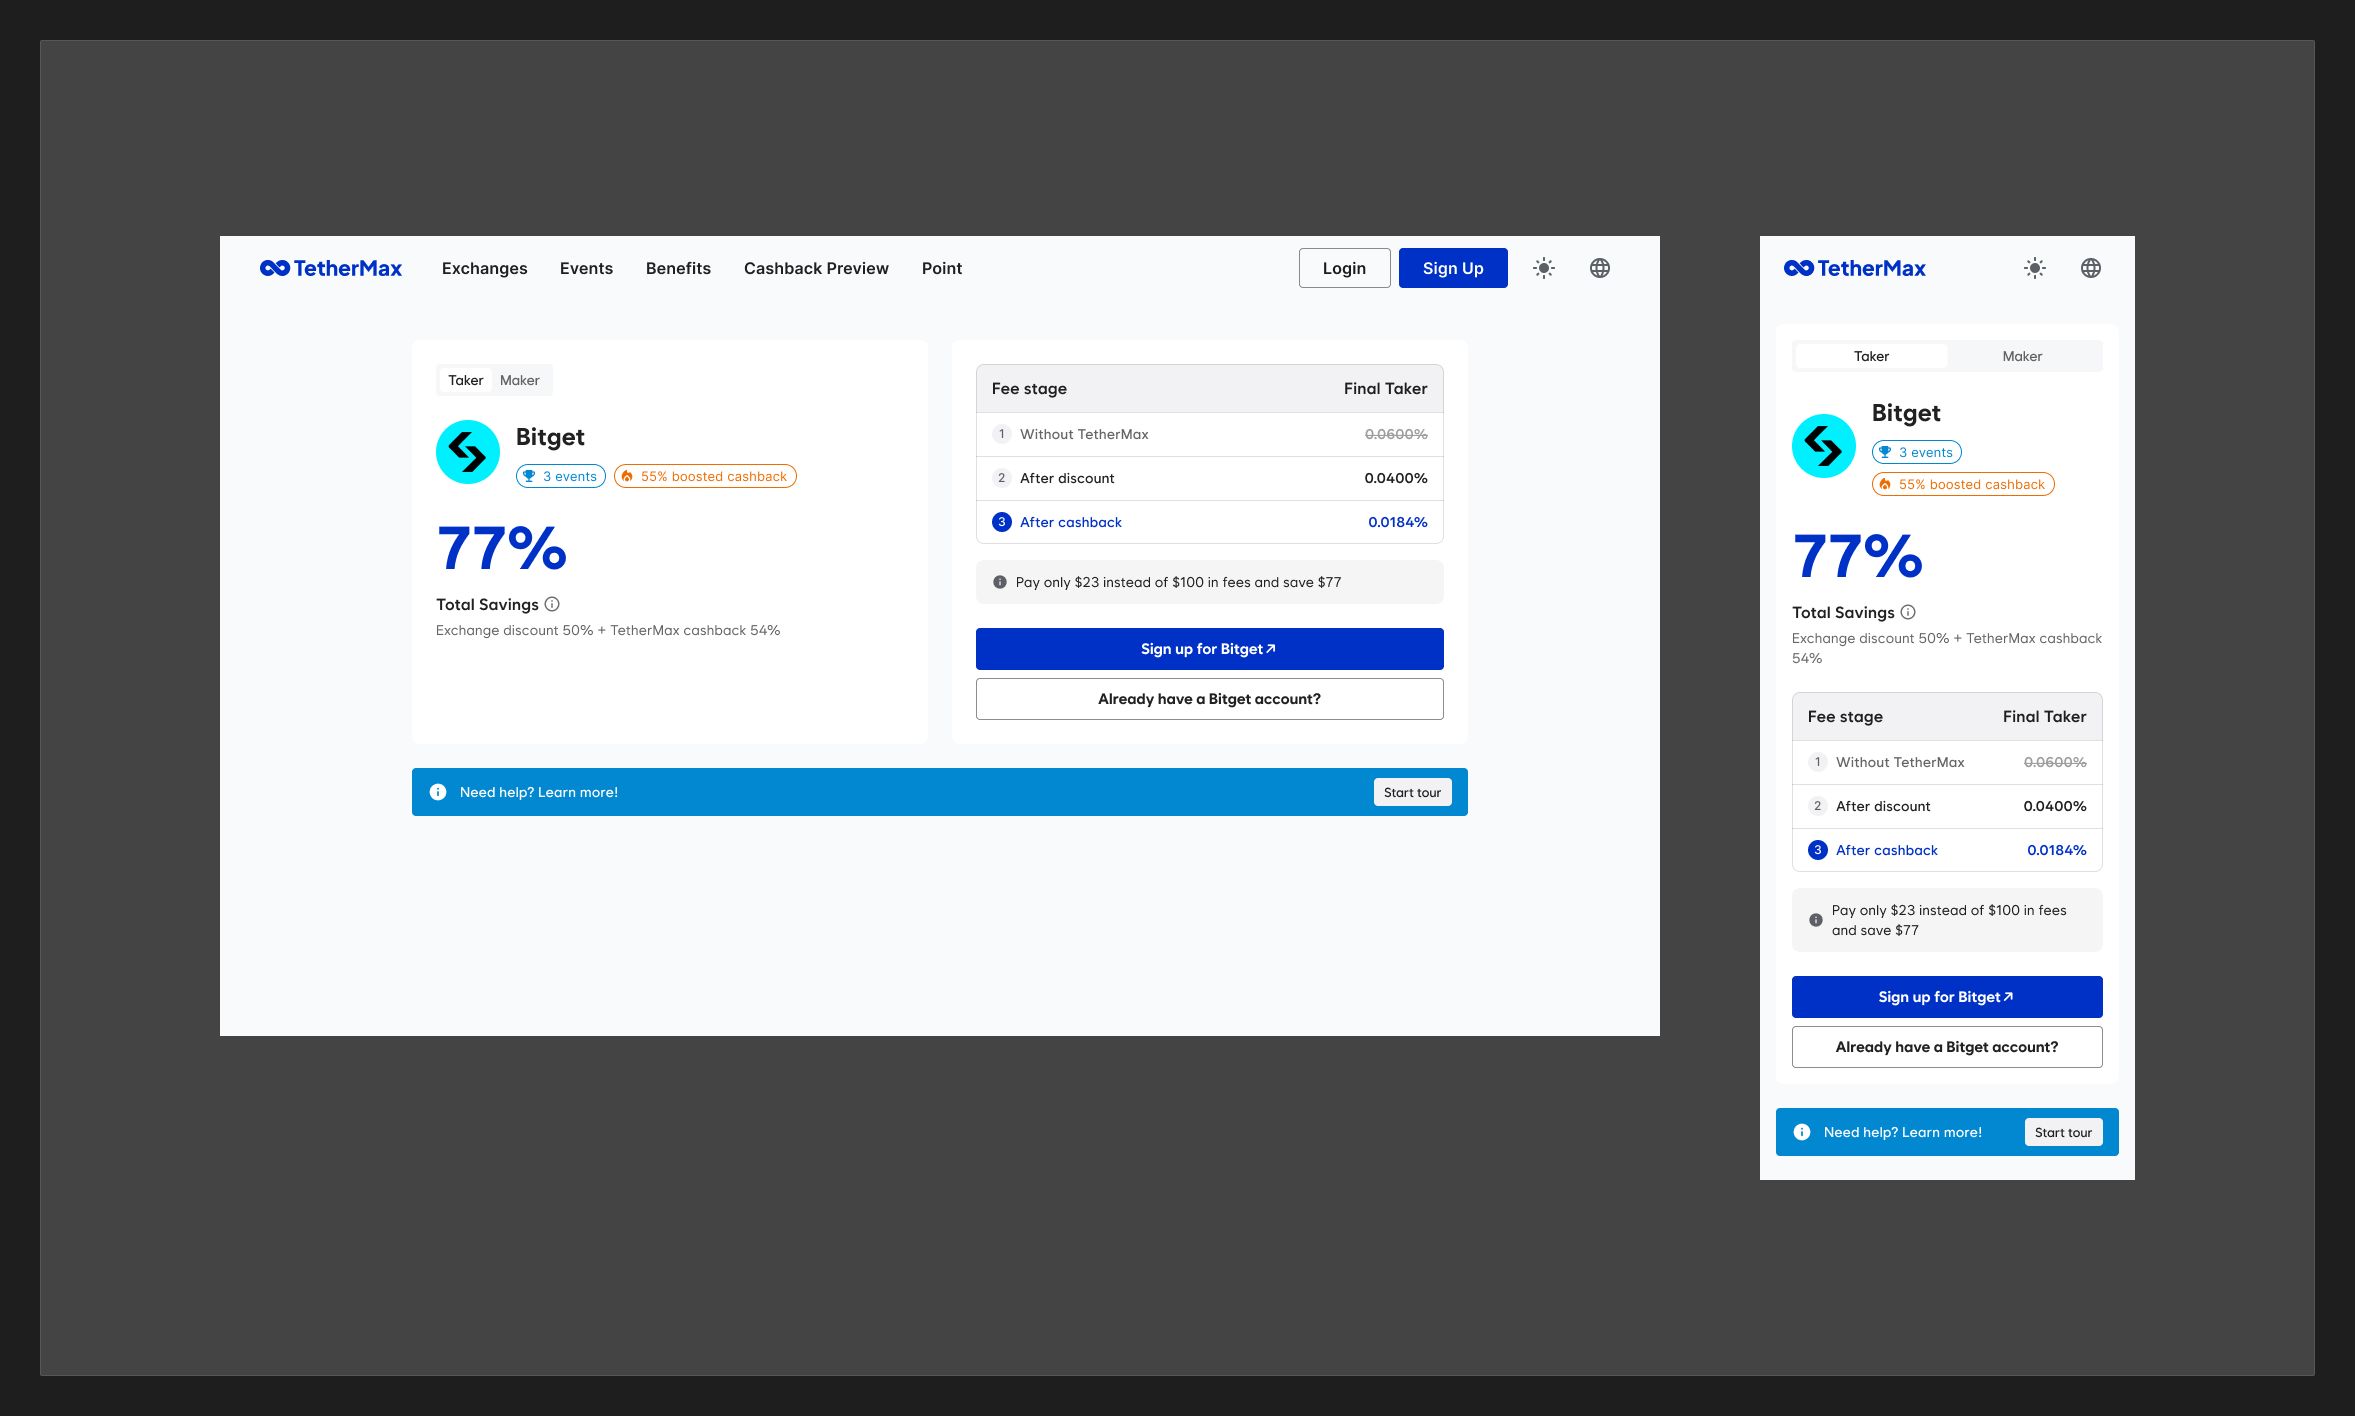 TetherMax Exchanges Events Benefits Cashback Preview Point Login Sign Up
Taker Maker
Bitget
3 events 55% boosted cashback
77%
Total Savings
Exchange discount 50% + TetherMax cashback 54%
Fee stage Final Taker
1 Without TetherMax 0.0600%
2 After discount 0.0400%
3 After cashback 0.0184%
Pay only $23 instead of $100 in fees and save $77
Sign up for Bitget↗
Already have a Bitget account?
Need help? Learn more! Start tour
TetherMax
Taker Maker
Bitget
3 events
55% boosted cashback
77%
Total Savings
Exchange discount 50% + TetherMax cashback
54%
Fee stage Final Taker
1 Without TetherMax 0.0600%
2 After discount 0.0400%
3 After cashback 0.0184%
Pay only $23 instead of $100 in fees
and save $77
Sign up for Bitget↗
Already have a Bitget account?
Need help? Learn more! Start tour